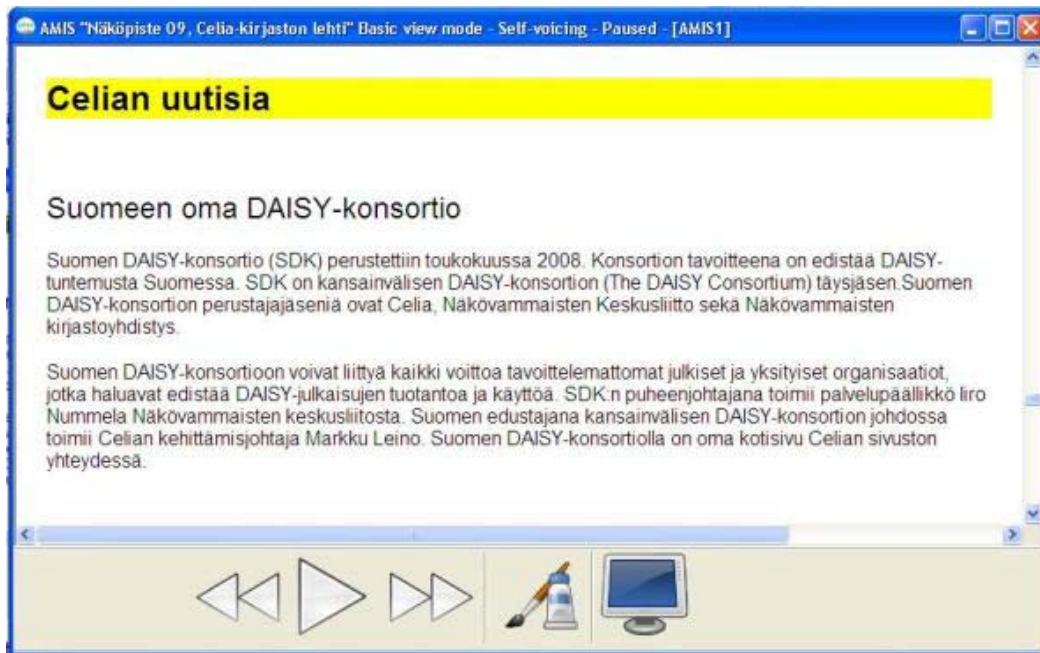 AMIS "Näköpiste 09, Celia-kirjaston lehti" Basic view mode - Self-voicing - Paused - [AMIS1]
Celian uutisia
Suomeen oma DAISY-konsortio
Suomen DAISY-konsortio (SDK) perustettiin toukokuussa 2008. Konsortion tavoitteena on edistää DAISY-
tuntemusta Suomessa. SDK on kansainvälisen DAISY-konsortion (The DAISY Consortium) täysjäsen.Suomen
DAISY-konsortion perustajajäseniä ovat Celia, Näkövammaisten Keskusliitto sekä Näkövammaisten
kirjastoyhdistys.
Suomen DAISY-konsortioon voivat liittyä kaikki voittoa tavoittelemattomat julkiset ja yksityiset organisaatiot,
jotka haluavat edistää DAISY-julkaisujen tuotantoa ja käyttöä. SDK:n puheenjohtajana toimii palvelupäällikkö Iiro
Nummela Näkövammaisten keskusliitosta. Suomen edustajana kansainvälisen DAISY-konsortion johdossa
toimii Celian kehittämisjohtaja Markku Leino. Suomen DAISY-konsortiolla on oma kotisivu Celian sivuston
yhteydessä.